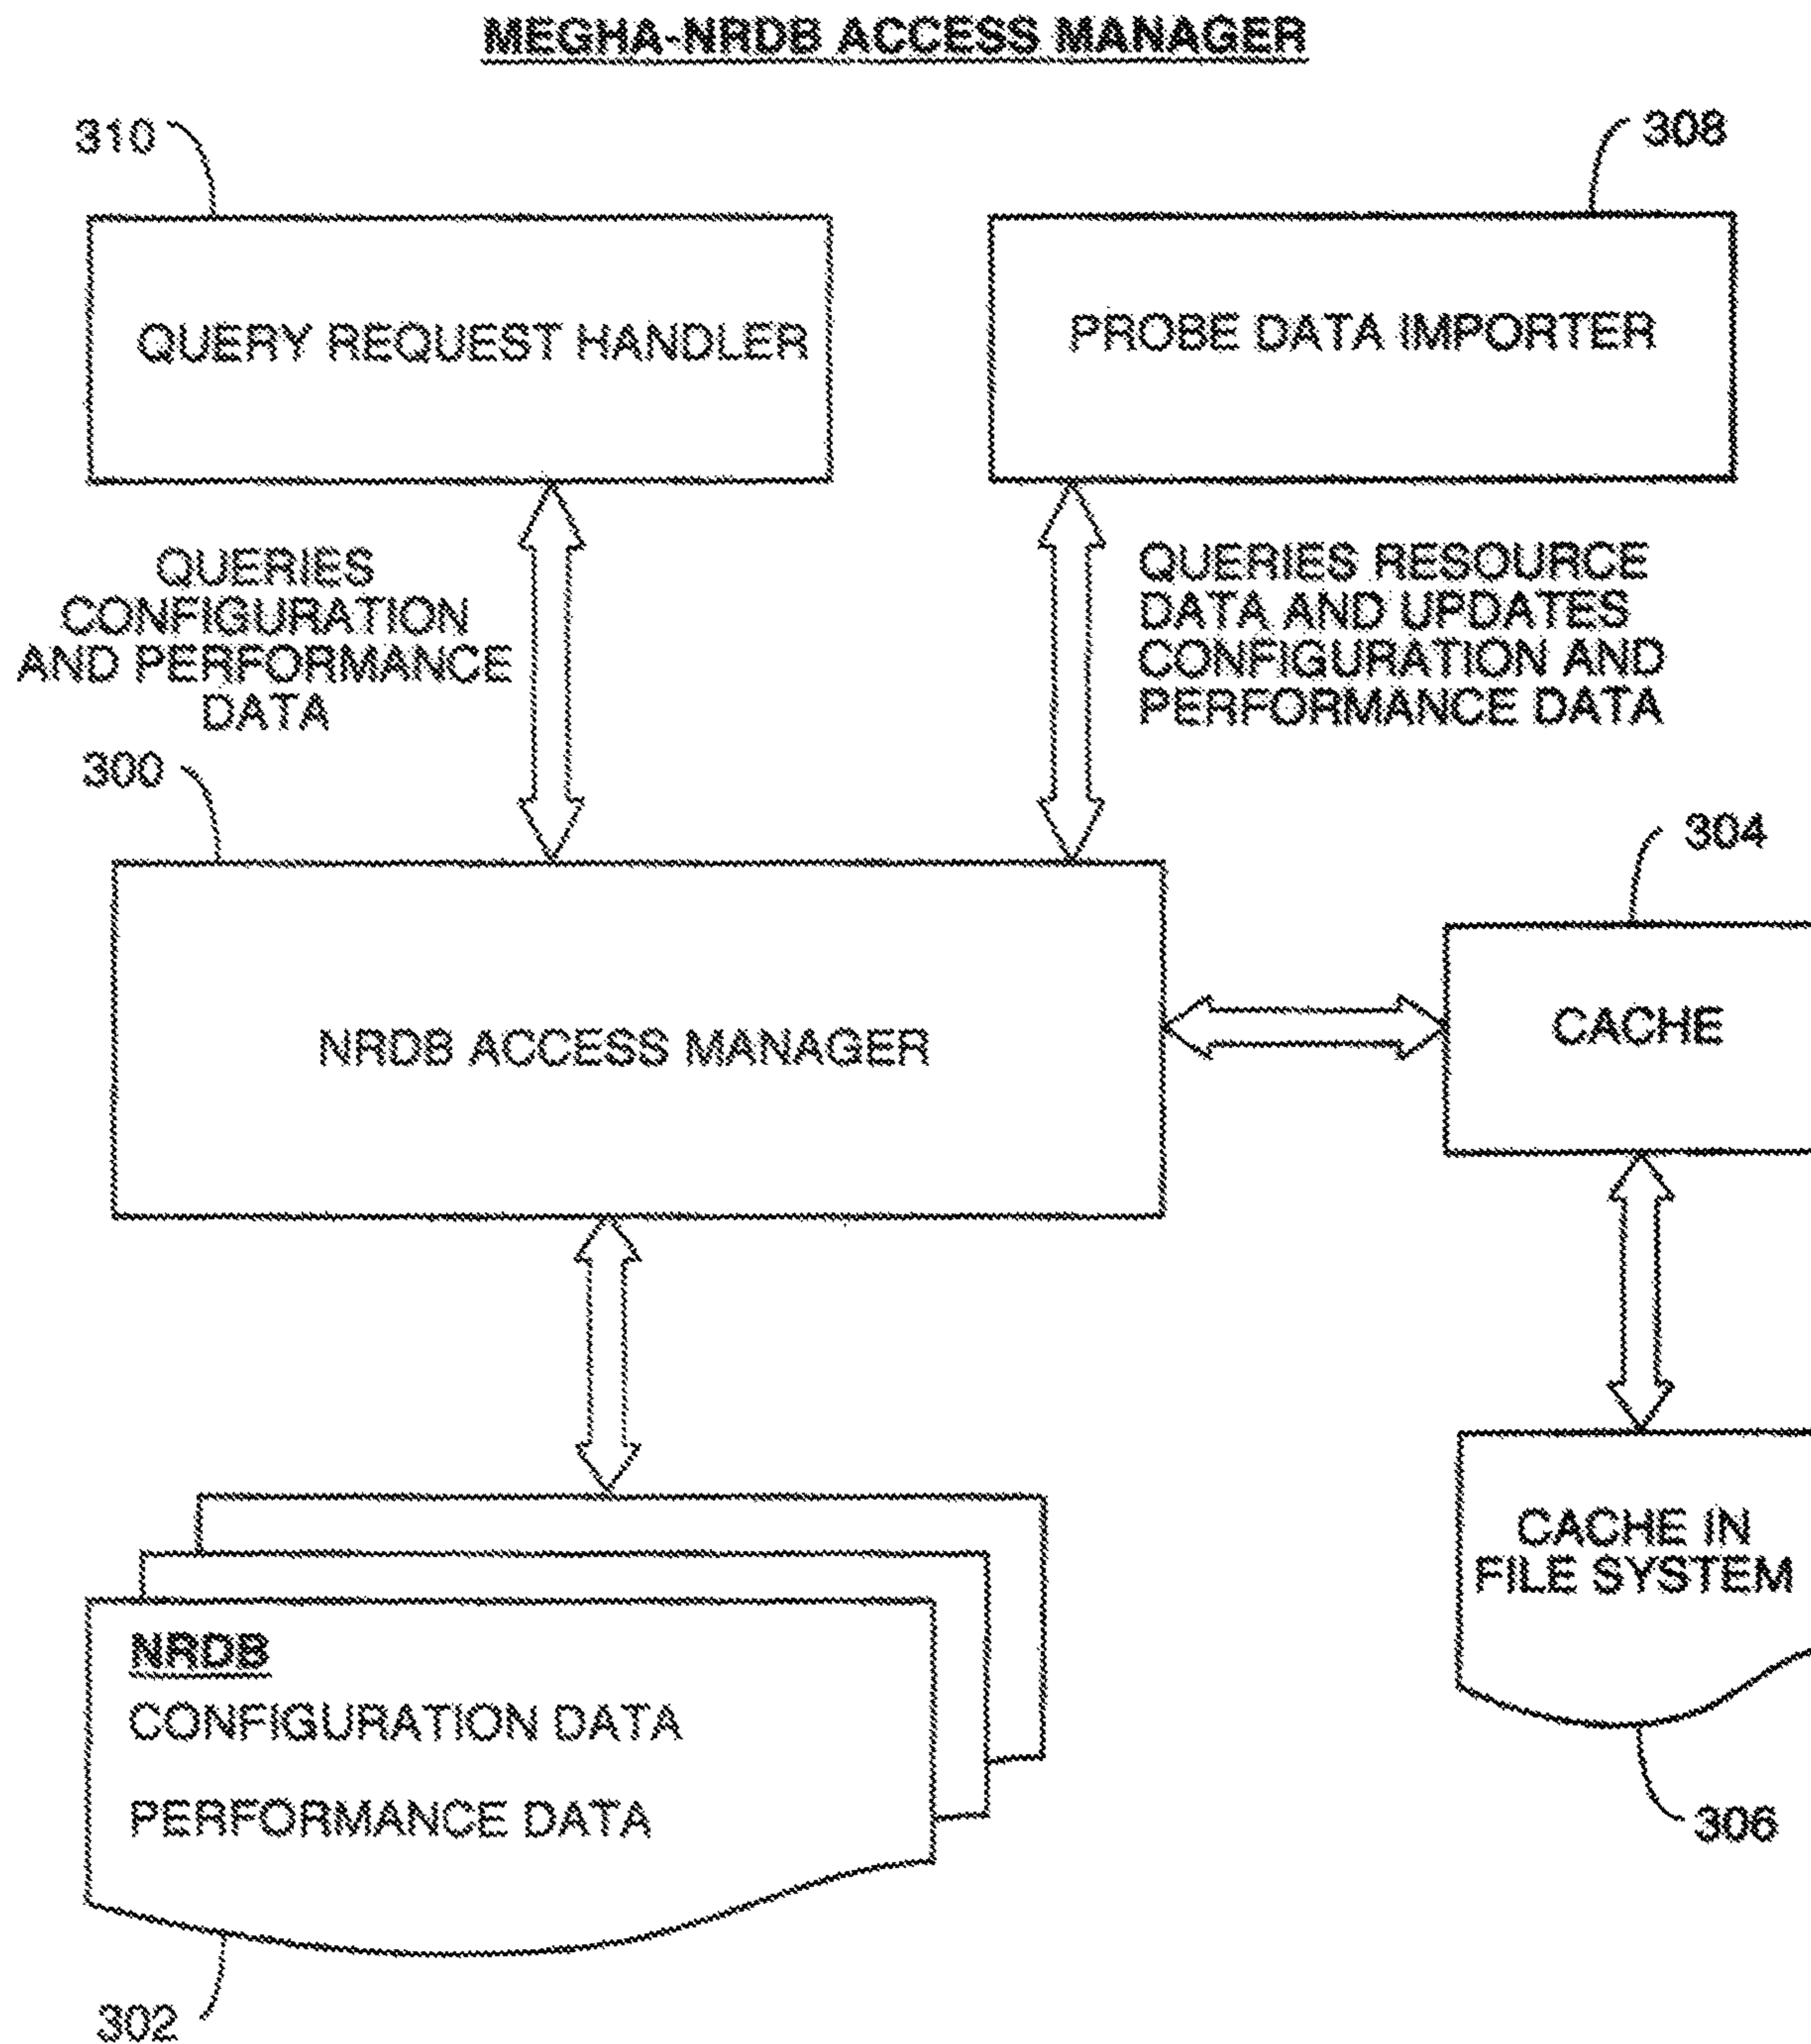 MEGHA-NRDB ACCESS MANAGER
310
308
QUERY REQUEST HANDLER
PROBE DATA IMPORTER
QUERIES
CONFIGURATION
AND PERFORMANCE
DATA
QUERIES RESOURCE
DATA AND UPDATES
CONFIGURATION AND
PERFORMANCE DATA
300
304
NRDB ACCESS MANAGER
CACHE
CACHE IN
FILE SYSTEM
NRDB
CONFIGURATION DATA
PERFORMANCE DATA
306
302